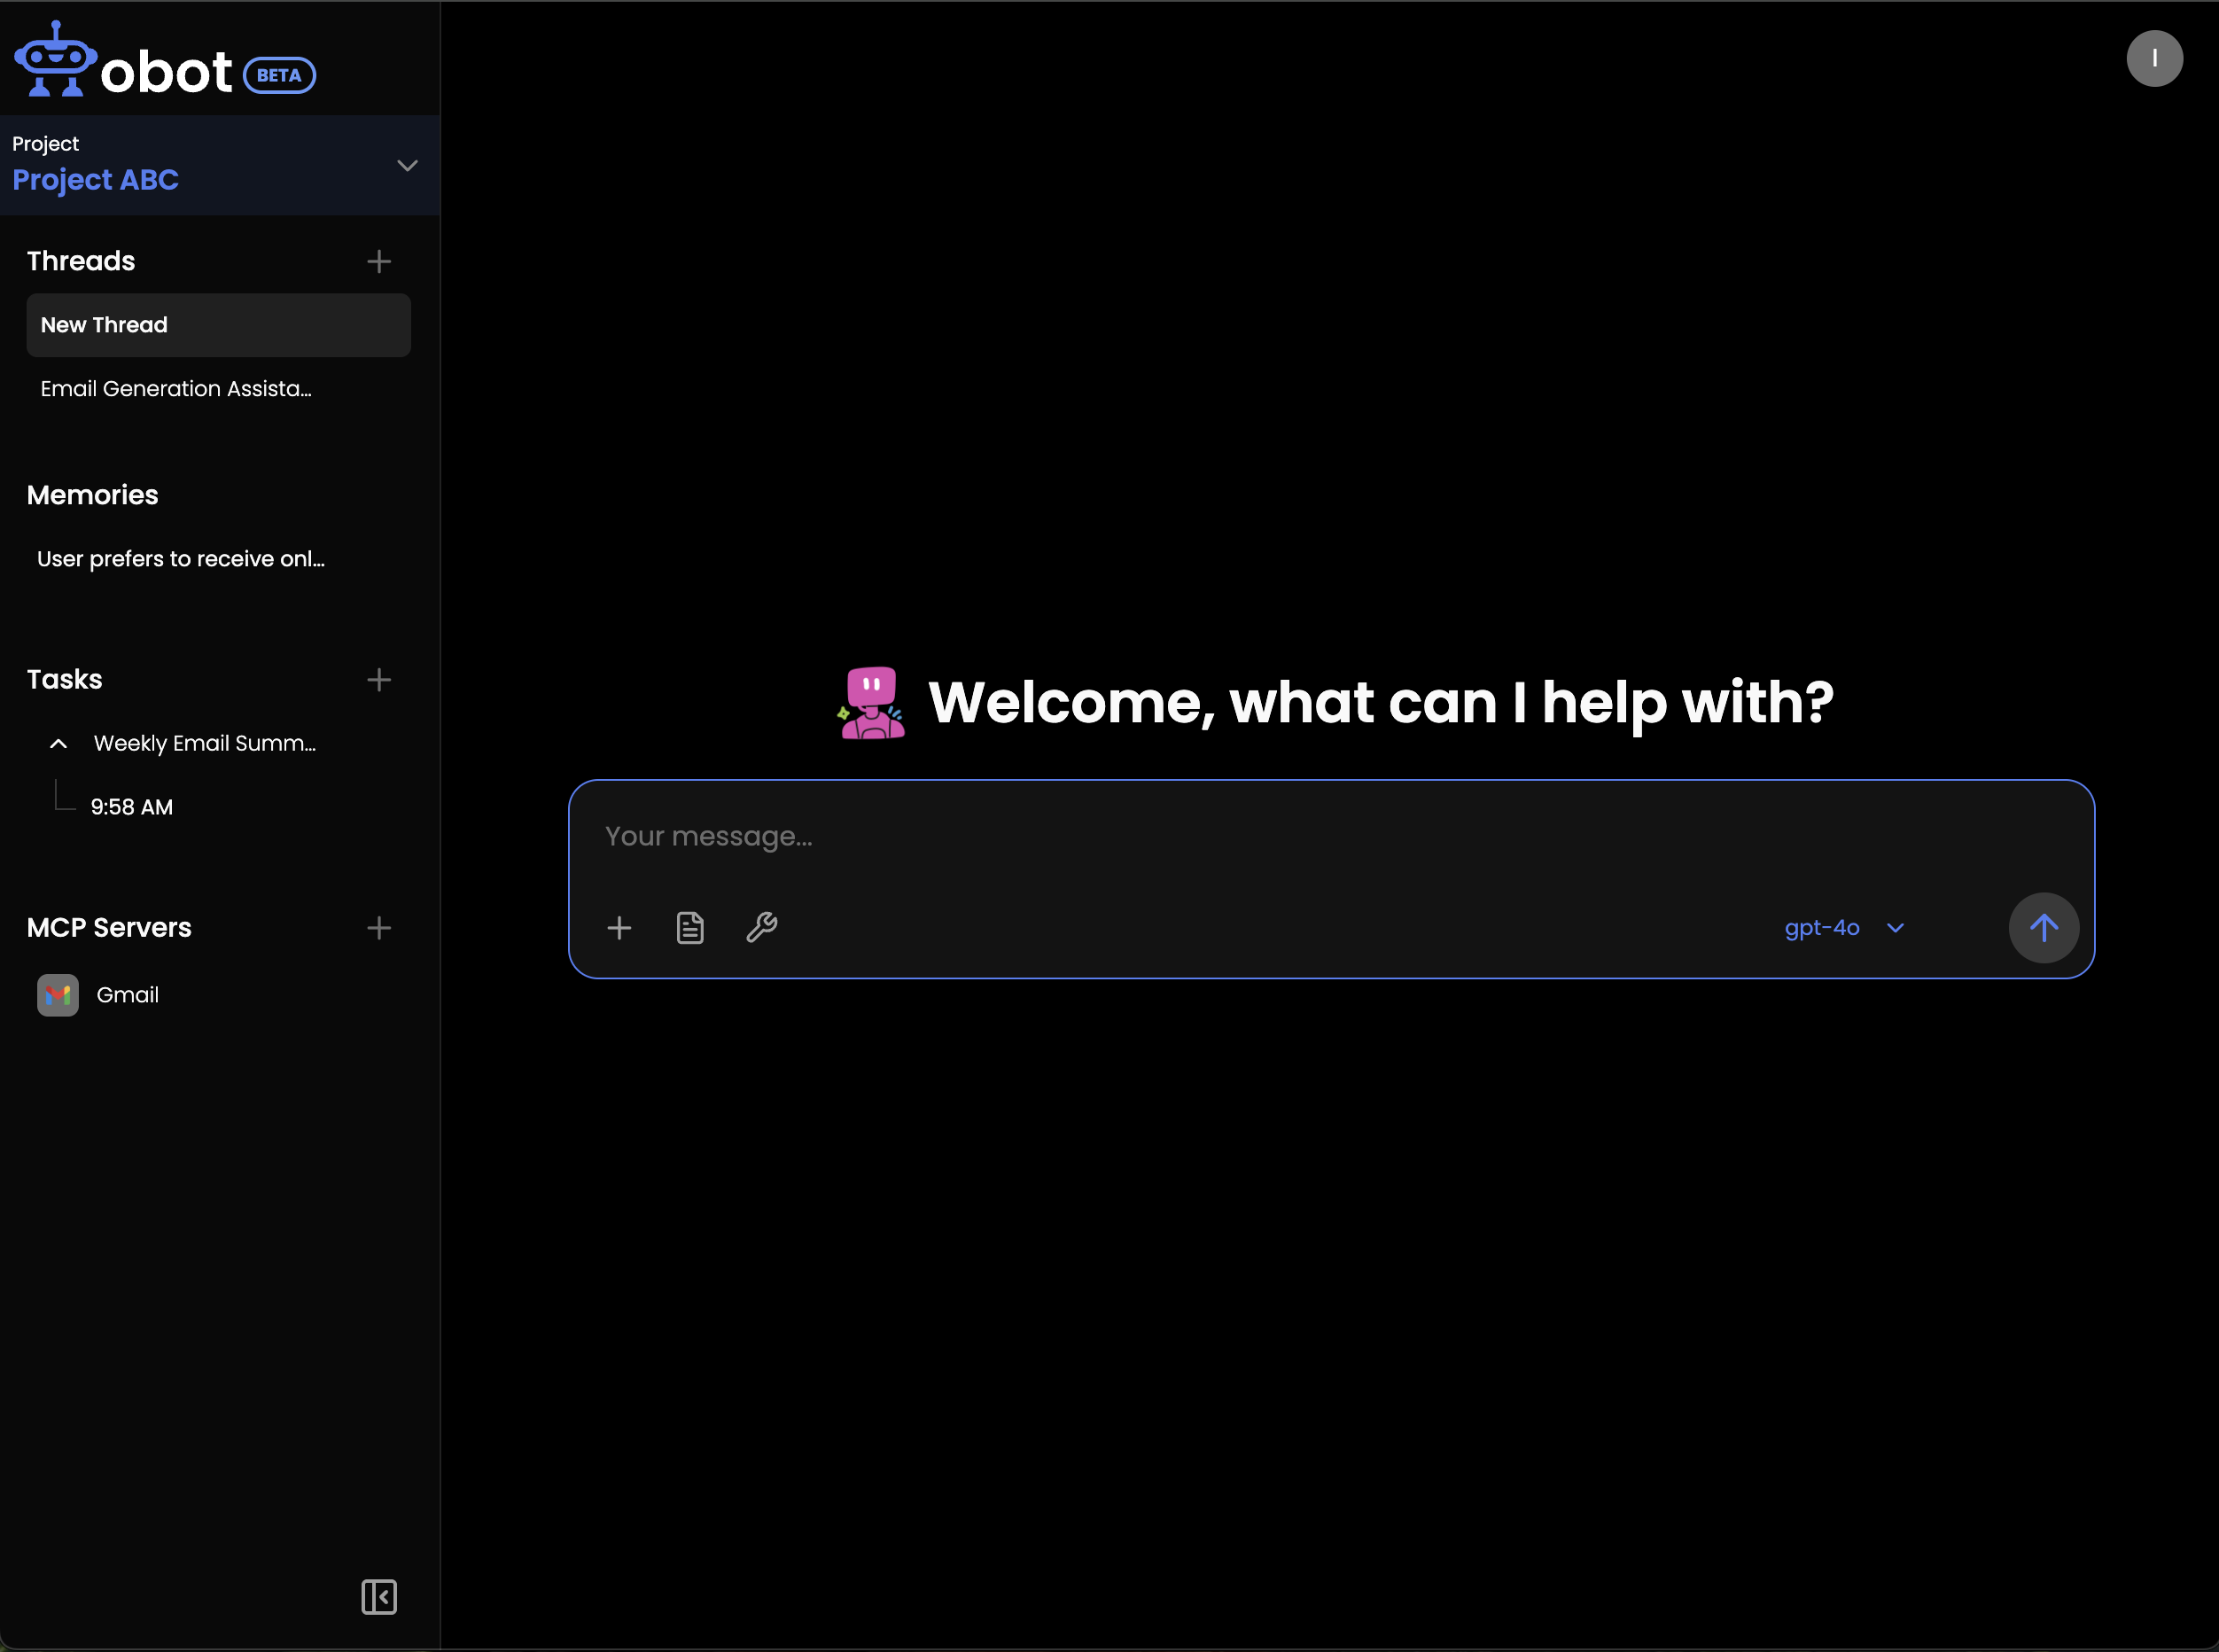 obot BETA
Project
Project ABC
Threads
New Thread
Email Generation Assista...
Memories
User prefers to receive onl...
Tasks
Weekly Email Summ...
9:58 AM
MCP Servers
Gmail
I
Welcome, what can I help with?
Your message...
gpt-4o